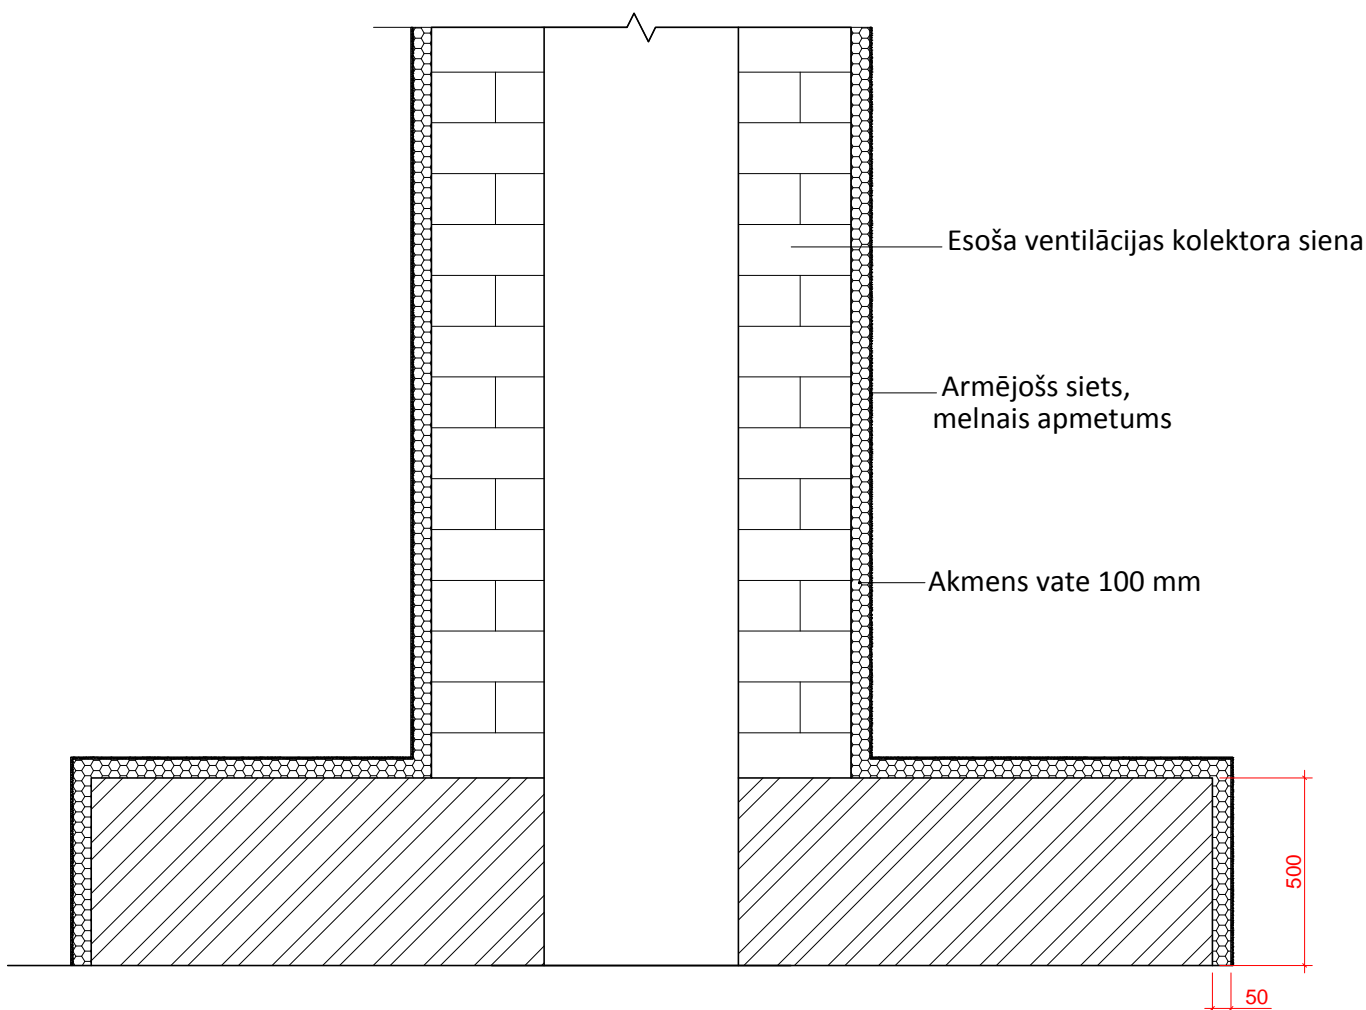 Esoša ventilācijas kolektora siena
Armējošs siets,
melnais apmetums
Akmens vate 100 mm
500
50